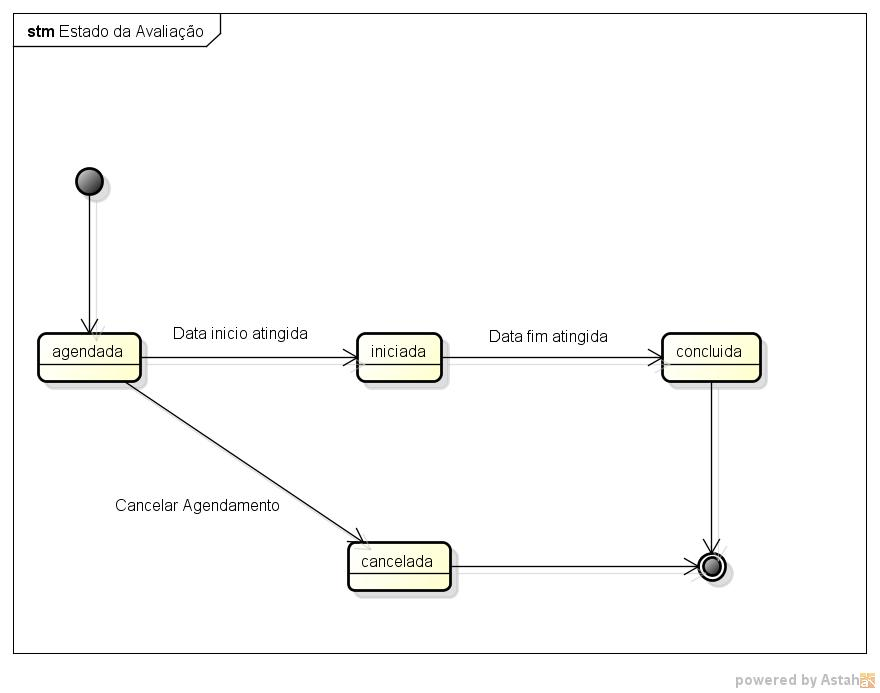 stm Estado da Avaliação
Data inicio atingida
Data fim atingida
agendada
iniciada
concluida
Cancelar Agendamento
cancelada
powered by Astah